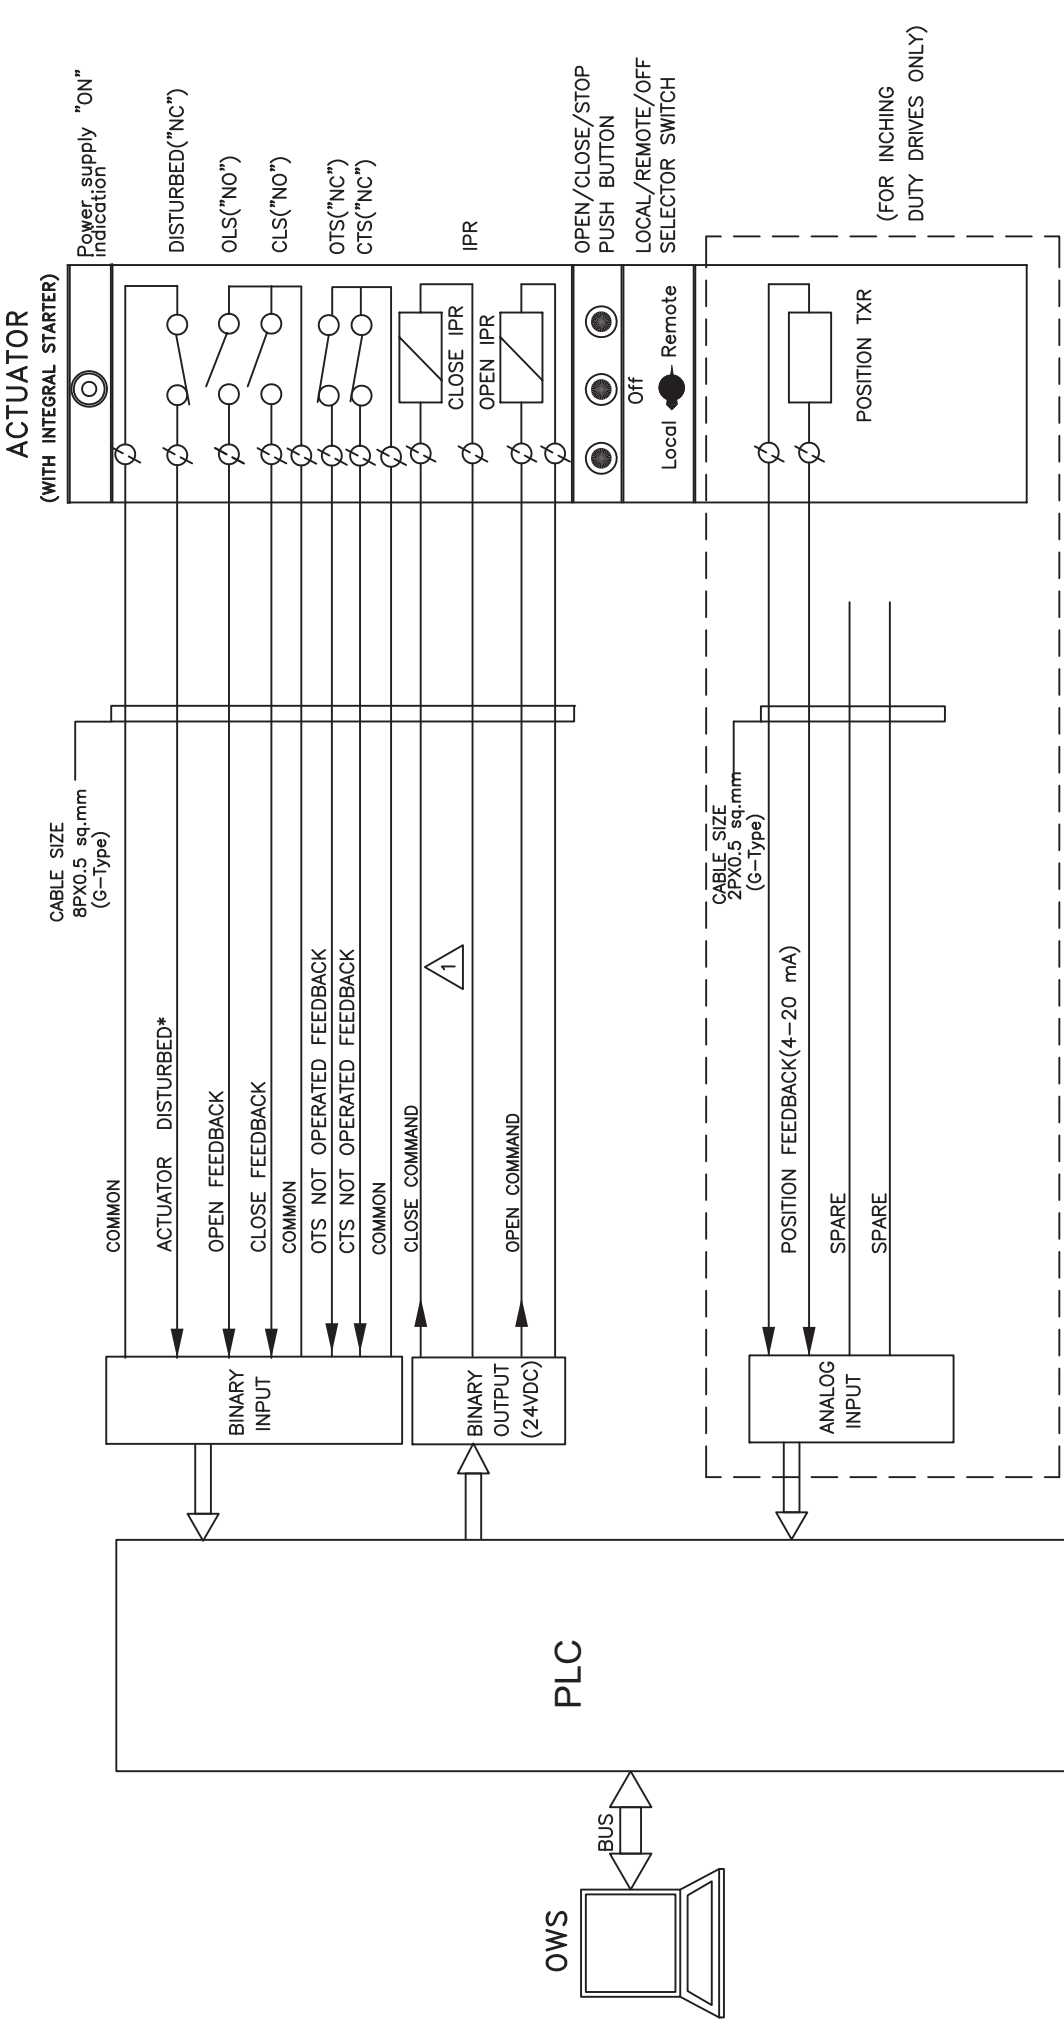 ACTUATOR
(WITH INTEGRAL STARTER)
Power supply "ON"
indication
DISTURBED("NC")
OLS("NO")
CLS("NO")
OTS("NC")
CTS("NC")
IPR
CLOSE IPR
OPEN IPR
OPEN/CLOSE/STOP
PUSH BUTTON
Off
Local
Remote
LOCAL/REMOTE/OFF
SELECTOR SWITCH
POSITION TXR
(FOR INCHING
DUTY DRIVES ONLY)
CABLE SIZE
8PX0.5 sq.mm
(G-Type)
COMMON
ACTUATOR DISTURBED*
OPEN FEEDBACK
CLOSE FEEDBACK
COMMON
OTS NOT OPERATED FEEDBACK
CTS NOT OPERATED FEEDBACK
COMMON
CLOSE COMMAND
1
OPEN COMMAND
CABLE SIZE
2PX0.5 sq.mm
(G-Type)
POSITION FEEDBACK(4-20 mA)
SPARE
SPARE
BINARY
INPUT
BINARY
OUTPUT
(24VDC)
ANALOG
INPUT
PLC
BUS
OWS